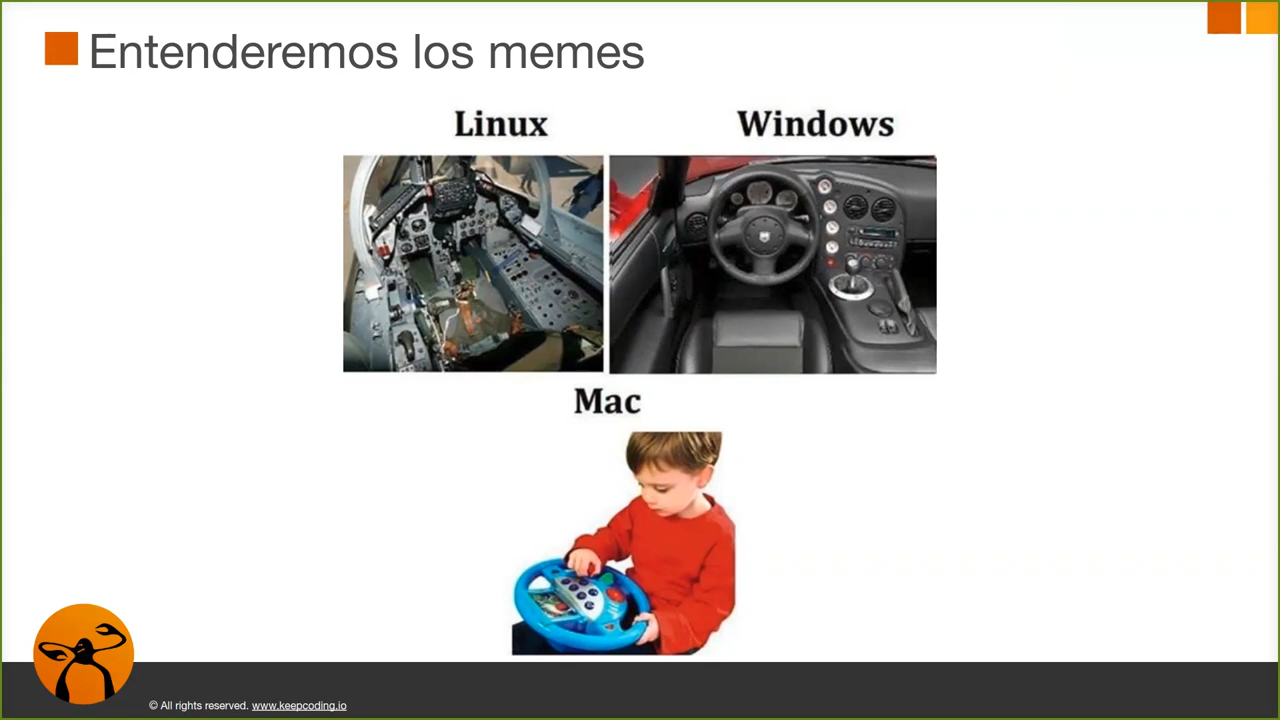 Entenderemos los memes
Linux
Windows
Mac
© All rights reserved. www.keepcoding.io